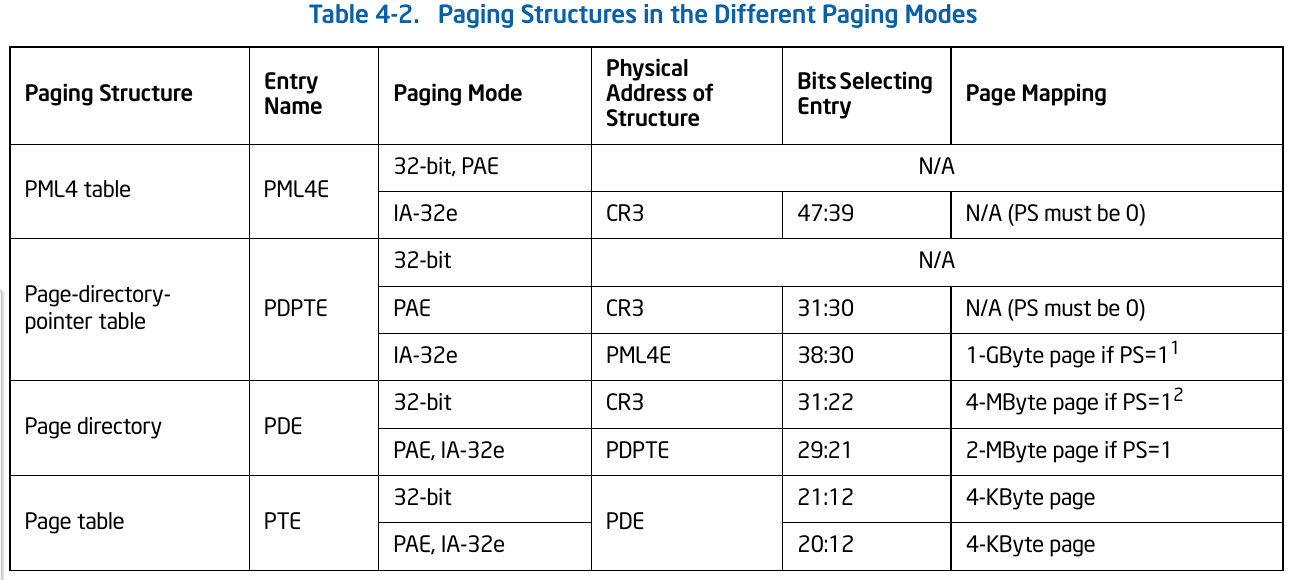 Table 4-2. Paging Structures in the Different Paging Modes
Paging Structure Entry Name Paging Mode Physical Address of Structure Bits Selecting Entry Page Mapping
PML4 table PML4E 32-bit, PAE N/A
IA-32e CR3 47:39 N/A (PS must be 0)
Page-directory-pointer table PDPTE 32-bit N/A
PAE CR3 31:30 N/A (PS must be 0)
IA-32e PML4E 38:30 1-GByte page if PS=1¹
Page directory PDE 32-bit CR3 31:22 4-MByte page if PS=1²
PAE, IA-32e PDPTE 29:21 2-MByte page if PS=1
Page table PTE 32-bit PDE 21:12 4-KByte page
PAE, IA-32e 20:12 4-KByte page